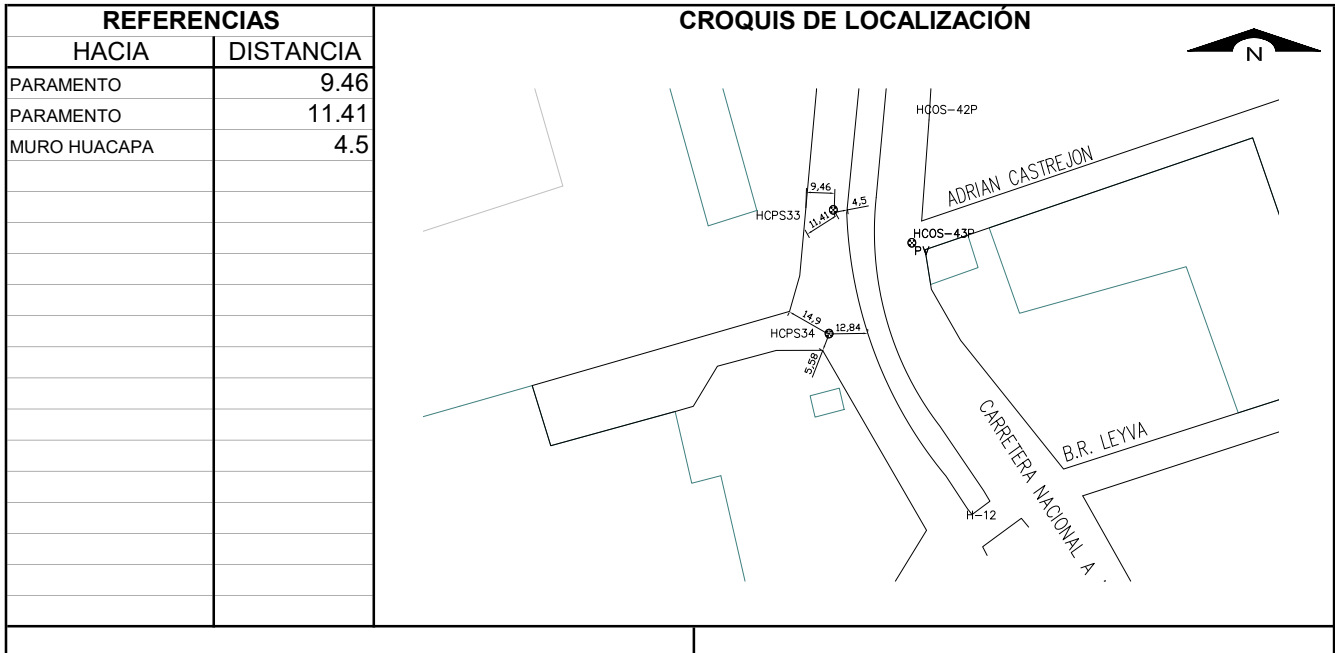 REFERENCIAS
HACIA DISTANCIA
PARAMENTO 9.46
PARAMENTO 11.41
MURO HUACAPA 4.5
CROQUIS DE LOCALIZACIÓN
N
HCOS-42P
ADRIAN CASTREJON
9,46
4,5
HCPS33
11,41
HCOS-43P
PV
14,9
HCPS34
12,84
5,58
CARRETERA NACIONAL A
B.R. LEYVA
H-12